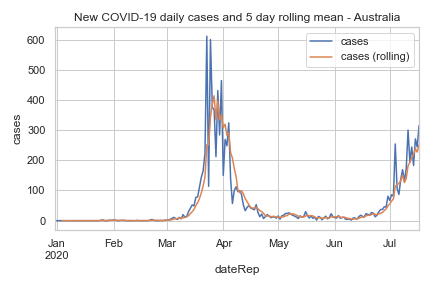 New COVID-19 daily cases and 5 day rolling mean - Australia
cases
cases (rolling)
600
500
400
300
200
100
0
cases
Jan Feb Mar Apr May Jun Jul
2020
dateRep